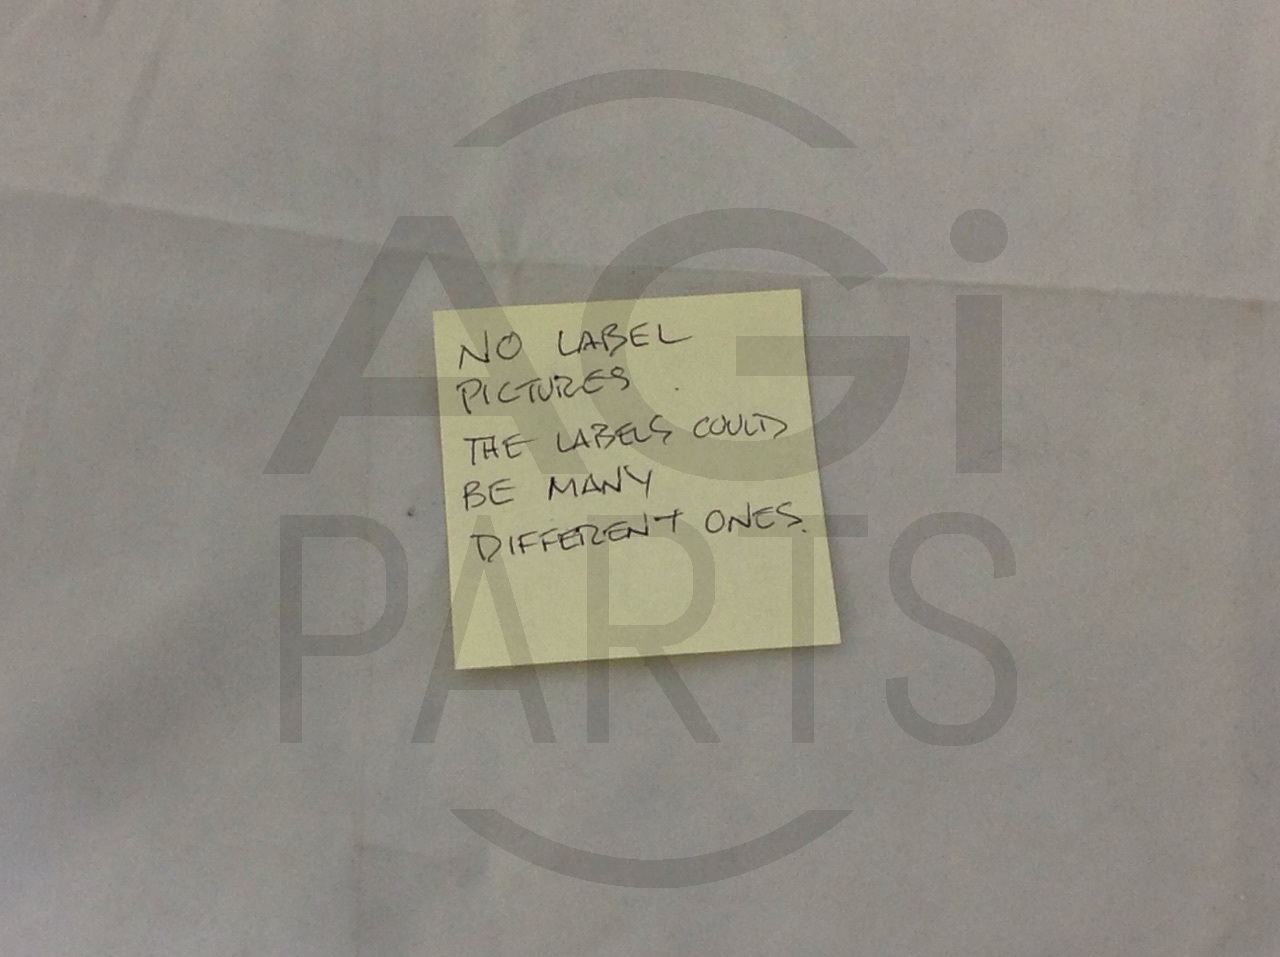 AGi
NO LABEL
PICTURES.
THE LABELS COULD
BE MANY
DIFFERENT ONES.
PARTS